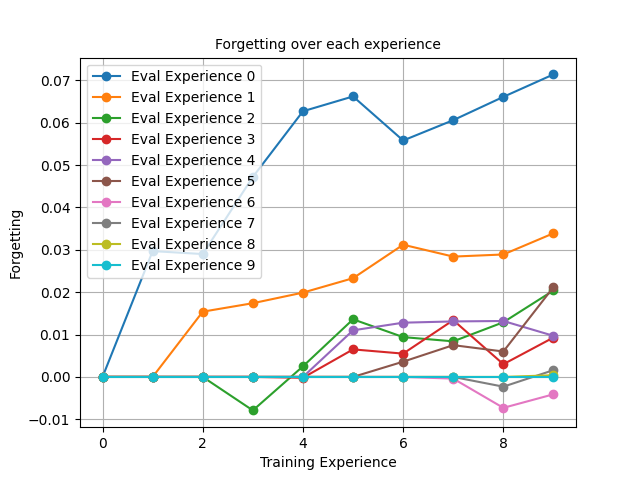 Forgetting over each experience
0.07
0.06
0.05
0.04
0.03
0.02
0.01
0.00
−0.01
Forgetting
Eval Experience 0
Eval Experience 1
Eval Experience 2
Eval Experience 3
Eval Experience 4
Eval Experience 5
Eval Experience 6
Eval Experience 7
Eval Experience 8
Eval Experience 9
0 2 4 6 8
Training Experience